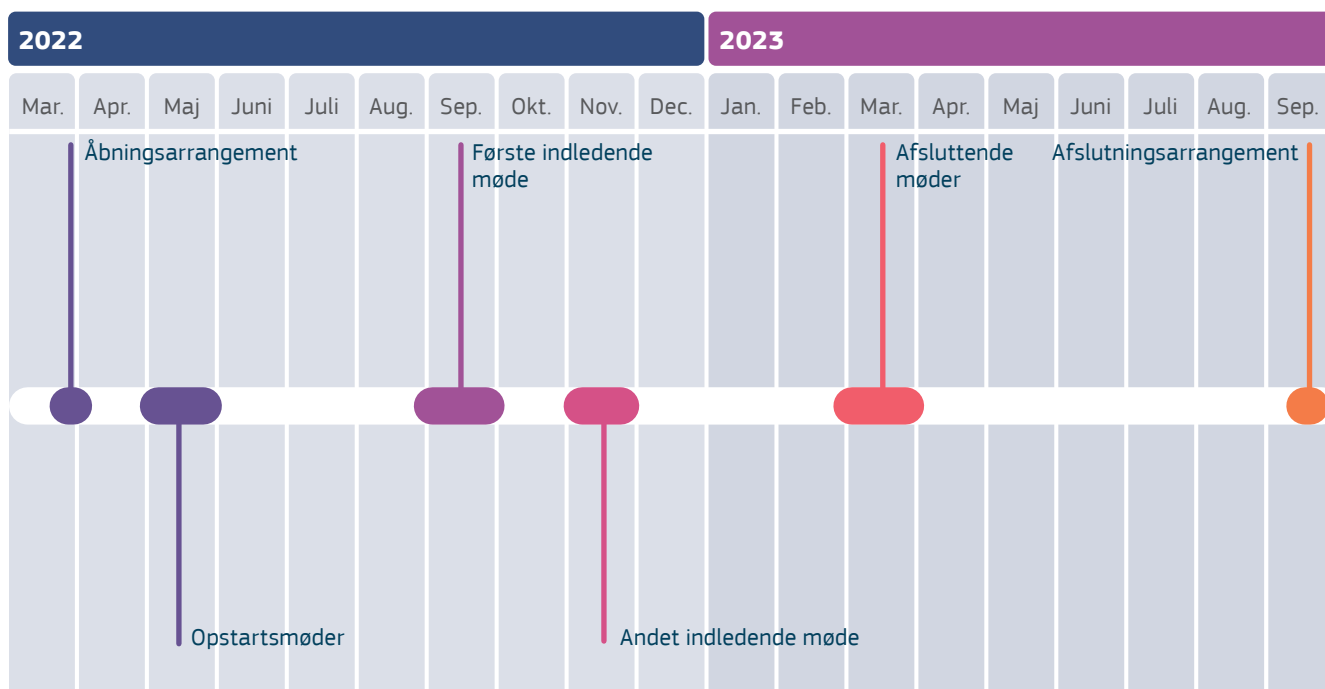 2022
2023
Mar.
Apr.
Maj
Juni
Juli
Aug.
Sep.
Okt.
Nov.
Dec.
Jan.
Feb.
Mar.
Apr.
Maj
Juni
Juli
Aug.
Sep.
Åbningsarrangement
Første indledende
møde
Afsluttende
møder
Afslutningsarrangement
Opstartsmøder
Andet indledende møde